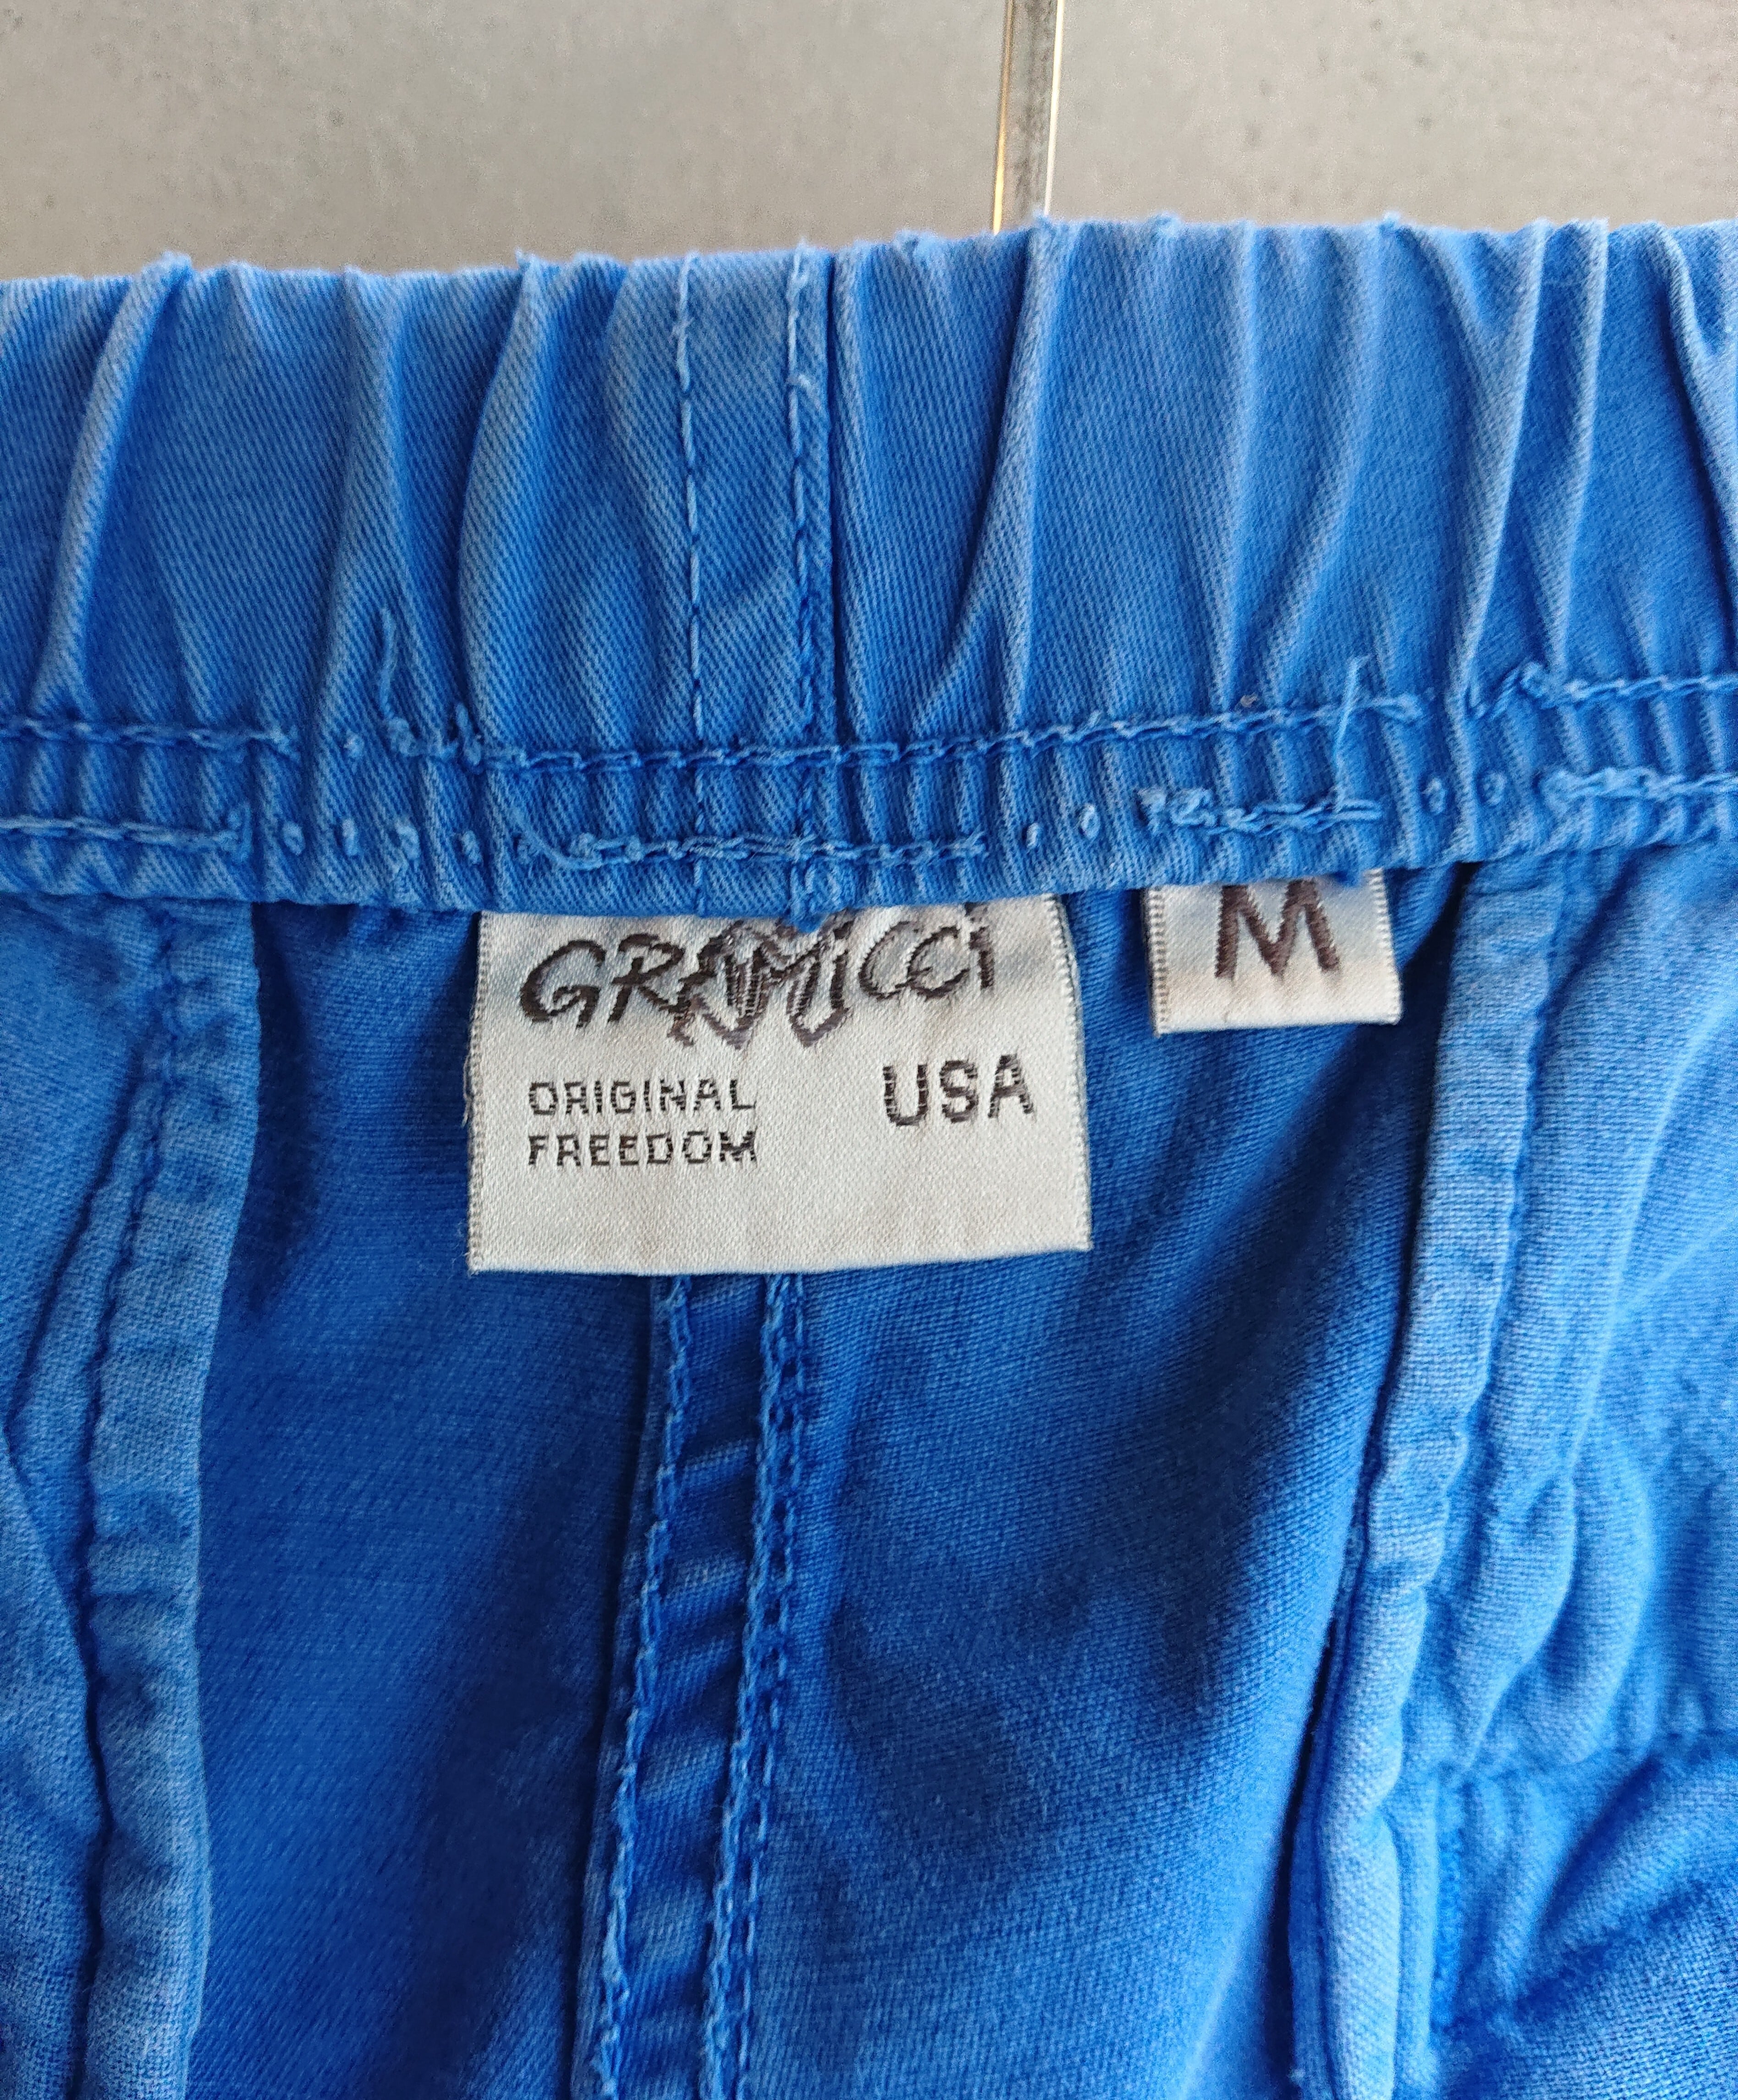 GRAMiCCi
M
ORIGINAL USA
FREEDOM